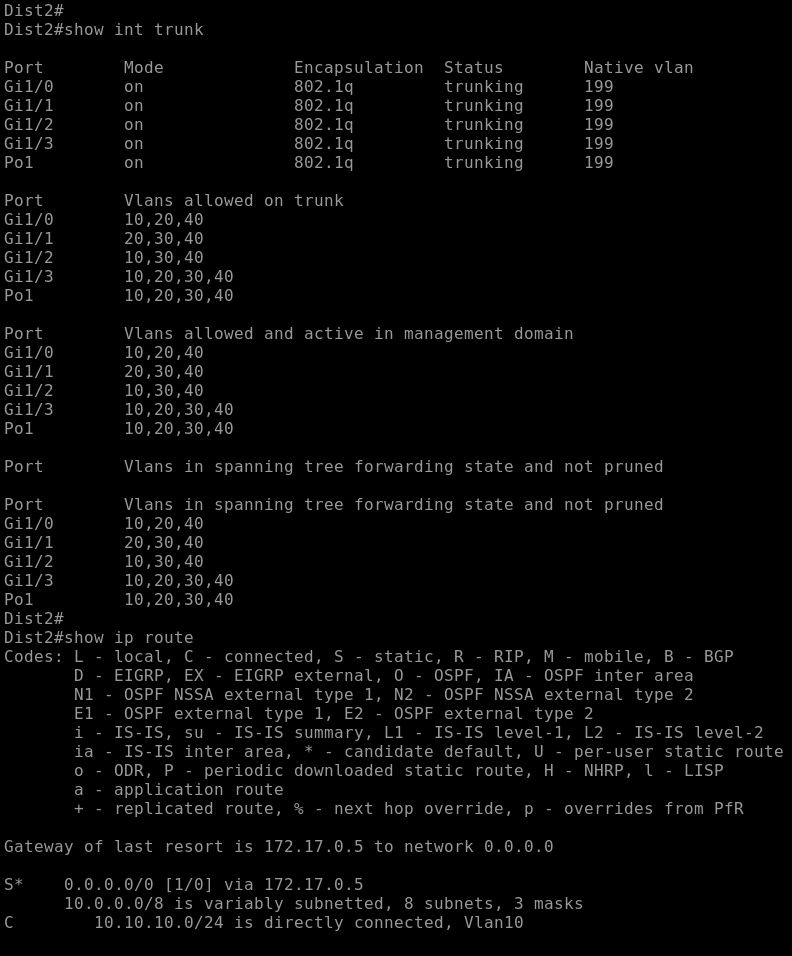 Dist2#
Dist2#show int trunk
Port        Mode             Encapsulation  Status        Native vlan
Gi1/0       on               802.1q         trunking      199
Gi1/1       on               802.1q         trunking      199
Gi1/2       on               802.1q         trunking      199
Gi1/3       on               802.1q         trunking      199
Po1         on               802.1q         trunking      199
Port        Vlans allowed on trunk
Gi1/0       10,20,40
Gi1/1       20,30,40
Gi1/2       10,30,40
Gi1/3       10,20,30,40
Po1         10,20,30,40
Port        Vlans allowed and active in management domain
Gi1/0       10,20,40
Gi1/1       20,30,40
Gi1/2       10,30,40
Gi1/3       10,20,30,40
Po1         10,20,30,40
Port        Vlans in spanning tree forwarding state and not pruned
Port        Vlans in spanning tree forwarding state and not pruned
Gi1/0       10,20,40
Gi1/1       20,30,40
Gi1/2       10,30,40
Gi1/3       10,20,30,40
Po1         10,20,30,40
Dist2#
Dist2#show ip route
Codes: L - local, C - connected, S - static, R - RIP, M - mobile, B - BGP
       D - EIGRP, EX - EIGRP external, O - OSPF, IA - OSPF inter area
       N1 - OSPF NSSA external type 1, N2 - OSPF NSSA external type 2
       E1 - OSPF external type 1, E2 - OSPF external type 2
       i - IS-IS, su - IS-IS summary, L1 - IS-IS level-1, L2 - IS-IS level-2
       ia - IS-IS inter area, * - candidate default, U - per-user static route
       o - ODR, P - periodic downloaded static route, H - NHRP, l - LISP
       a - application route
       + - replicated route, % - next hop override, p - overrides from PfR
Gateway of last resort is 172.17.0.5 to network 0.0.0.0
S*    0.0.0.0/0 [1/0] via 172.17.0.5
      10.0.0.0/8 is variably subnetted, 8 subnets, 3 masks
C        10.10.10.0/24 is directly connected, Vlan10